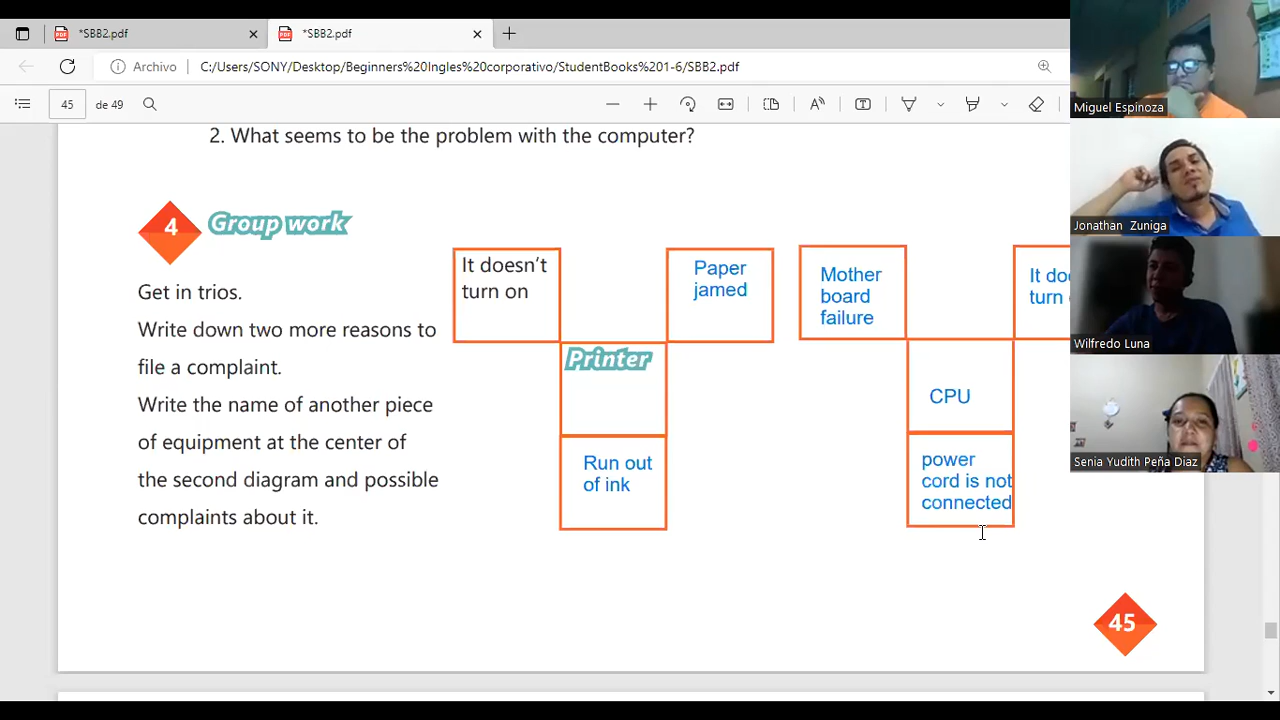 *SBB2.pdf
*SBB2.pdf
Archivo
C:/Users/SONY/Desktop/Beginners%20Ingles%20corporativo/StudentBooks%201-6/SBB2.pdf
45
de 49
2. What seems to be the problem with the computer?
4
Group work
Get in trios.
Write down two more reasons to
file a complaint.
Write the name of another piece
of equipment at the center of
the second diagram and possible
complaints about it.
It doesn't
turn on
Paper
jamed
Printer
Run out
of ink
Mother
board
failure
It
turn
CPU
power
cord is not
connected
45
Miguel Espinoza
Jonathan Zuniga
Wilfredo Luna
Senia Yudith Peña Diaz